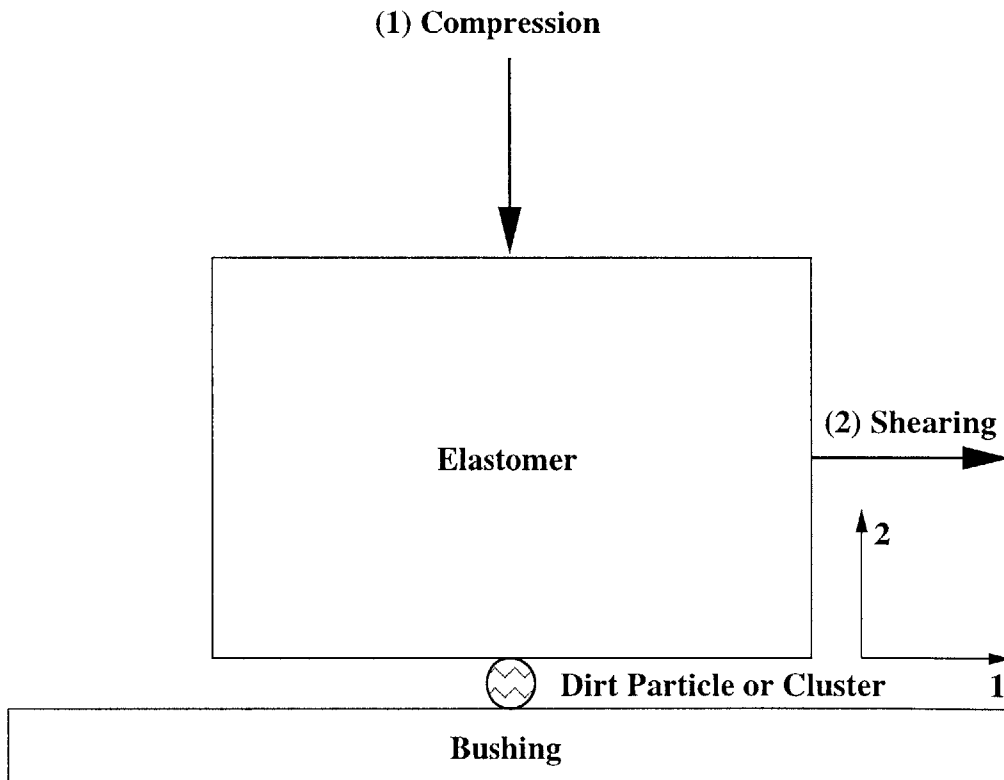 (1) Compression
(2) Shearing
Elastomer
2
1
Dirt Particle or Cluster
Bushing